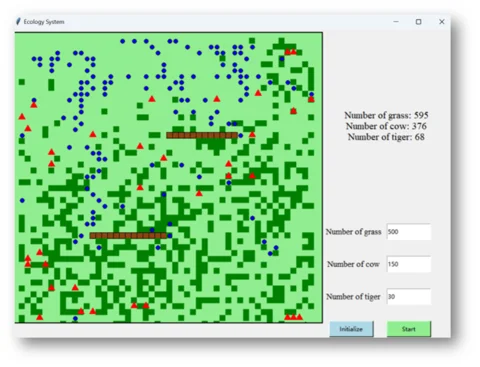 Ecology System
Number of grass: 595
Number of cow: 376
Number of tiger: 68
Number of grass 500
Number of cow 150
Number of tiger 30
Initialize Start